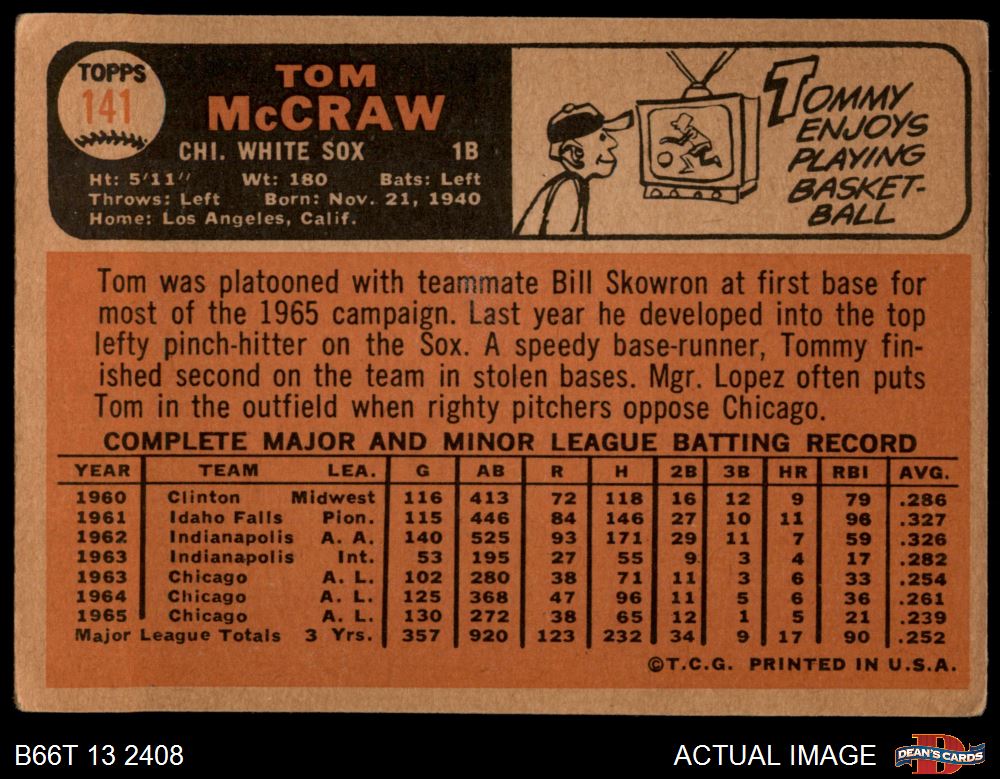 TOPPS
141
TOM
McCRAW
CHI. WHITE SOX 1B
Ht: 5'11" Wt: 180 Bats: Left
Throws: Left Born: Nov. 21, 1940
Home: Los Angeles, Calif.
TOMMY
ENJOYS
PLAYING
BASKET-
BALL
Tom was platooned with teammate Bill Skowron at first base for
most of the 1965 campaign. Last year he developed into the top
lefty pinch-hitter on the Sox. A speedy base-runner, Tommy fin-
ished second on the team in stolen bases. Mgr. Lopez often puts
Tom in the outfield when righty pitchers oppose Chicago.
COMPLETE MAJOR AND MINOR LEAGUE BATTING RECORD
YEAR TEAM LEA. G AB R H 2B 3B HR RBI AVG.
1960 Clinton Midwest 116 413 72 118 16 12 9 79 .286
1961 Idaho Falls Pion. 115 446 84 146 27 10 11 96 .327
1962 Indianapolis A. A. 140 525 93 171 29 11 7 59 .326
1963 Indianapolis Int. 53 195 27 55 9 3 4 17 .282
1963 Chicago A. L. 102 280 38 71 11 3 6 33 .254
1964 Chicago A. L. 125 368 47 96 11 5 6 36 .261
1965 Chicago A. L. 130 272 38 65 12 1 5 21 .239
Major League Totals 3 Yrs. 357 920 123 232 34 9 17 90 .252
©T.C.G. PRINTED IN U.S.A.
B66T 13 2408
ACTUAL IMAGE
DEAN'S CARDS